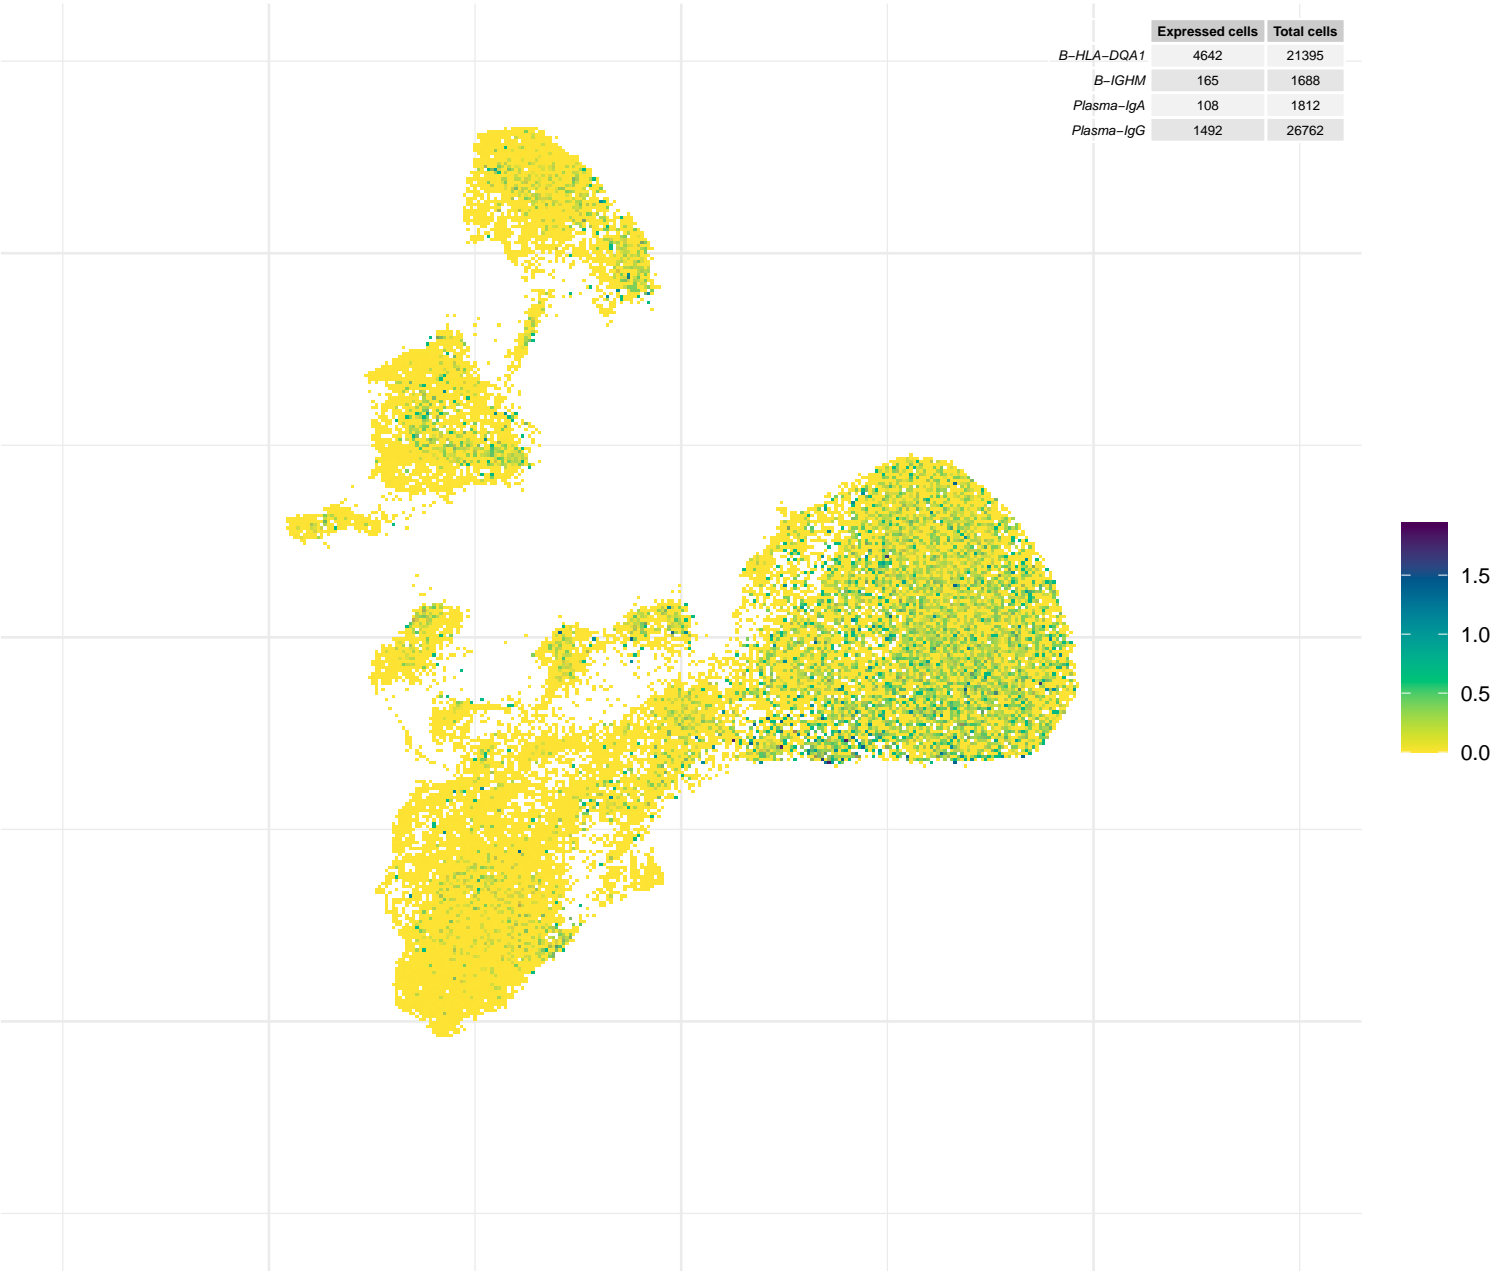 Expressed cells Total cells
B−HLA−DQA1 4642 21395
B−IGHM 165 1688
Plasma−IgA 108 1812
Plasma−IgG 1492 26762
1.5
1.0
0.5
0.0